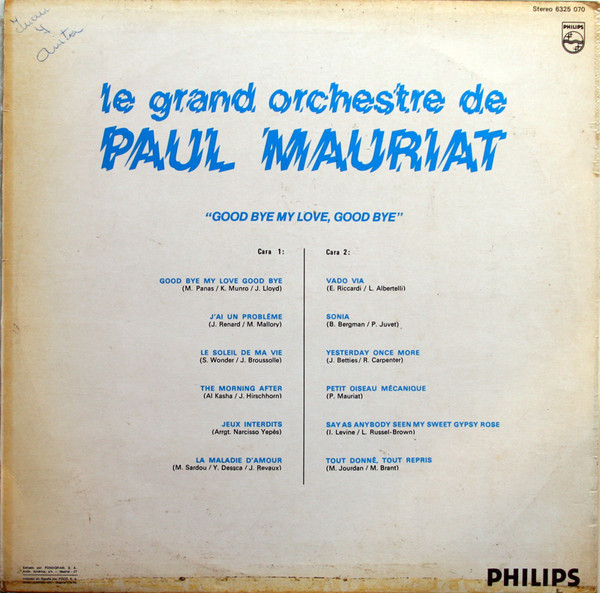 Juan
y
Anita
Stereo 6325 070
PHILIPS
le grand orchestre de
PAUL MAURIAT
"GOOD BYE MY LOVE, GOOD BYE"
Cara 1:
GOOD BYE MY LOVE GOOD BYE
(M. Panas / K. Munro / J. Lloyd)
J'AI UN PROBLÈME
(J. Renard / M. Mallory)
LE SOLEIL DE MA VIE
(S. Wonder / J. Broussolle)
THE MORNING AFTER
(Al Kasha / J. Hirschhorn)
JEUX INTERDITS
(Arrgt. Narcisso Yepès)
LA MALADIE D'AMOUR
(M. Sardou / Y. Dessca / J. Revaux)
Cara 2:
VADO VIA
(E. Riccardi / L. Albertelli)
SONIA
(B. Bergman / P. Juvet)
YESTERDAY ONCE MORE
(J. Betties / R. Carpenter)
PETIT OISEAU MÉCANIQUE
(P. Mauriat)
SAY AS ANYBODY SEEN MY SWEET GYPSY ROSE
(I. Levine / L. Russel-Brown)
TOUT DONNÉ, TOUT REPRIS
(M. Jourdan / M. Brant)
PHILIPS